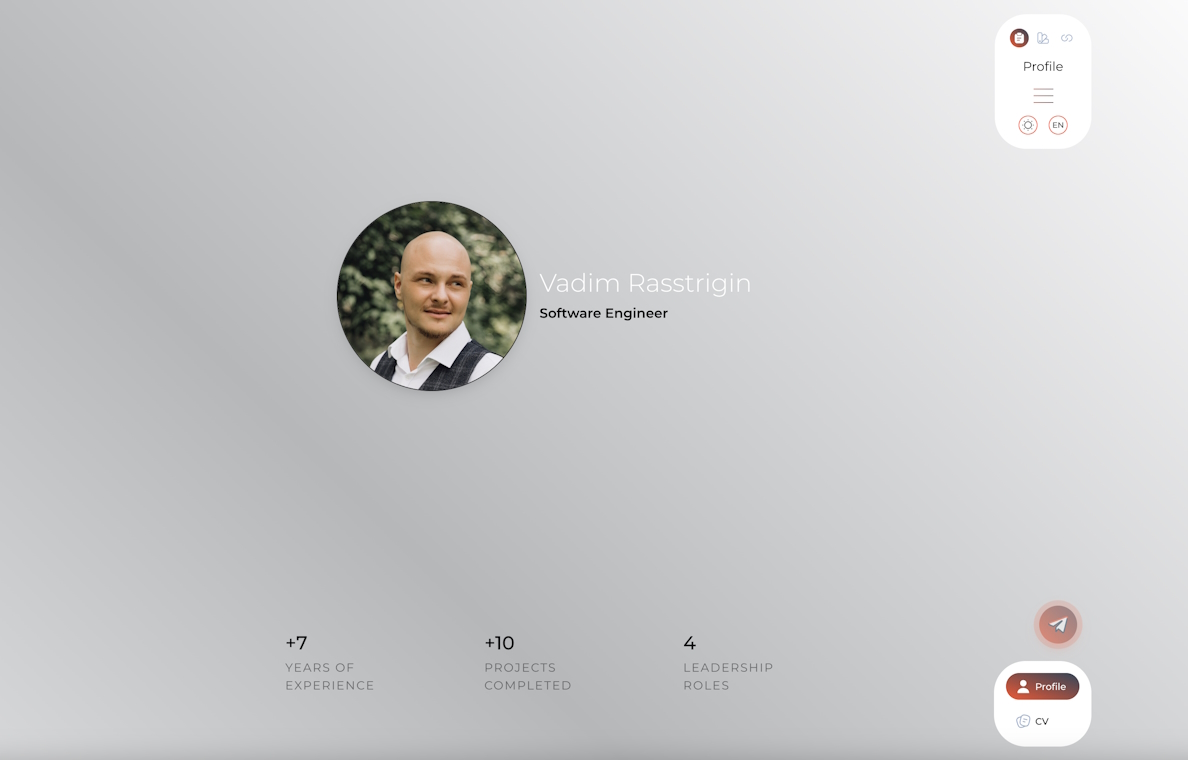 Profile
EN
Vadim Rasstrigin
Software Engineer
+7
YEARS OF
EXPERIENCE
+10
PROJECTS
COMPLETED
4
LEADERSHIP
ROLES
Profile
CV